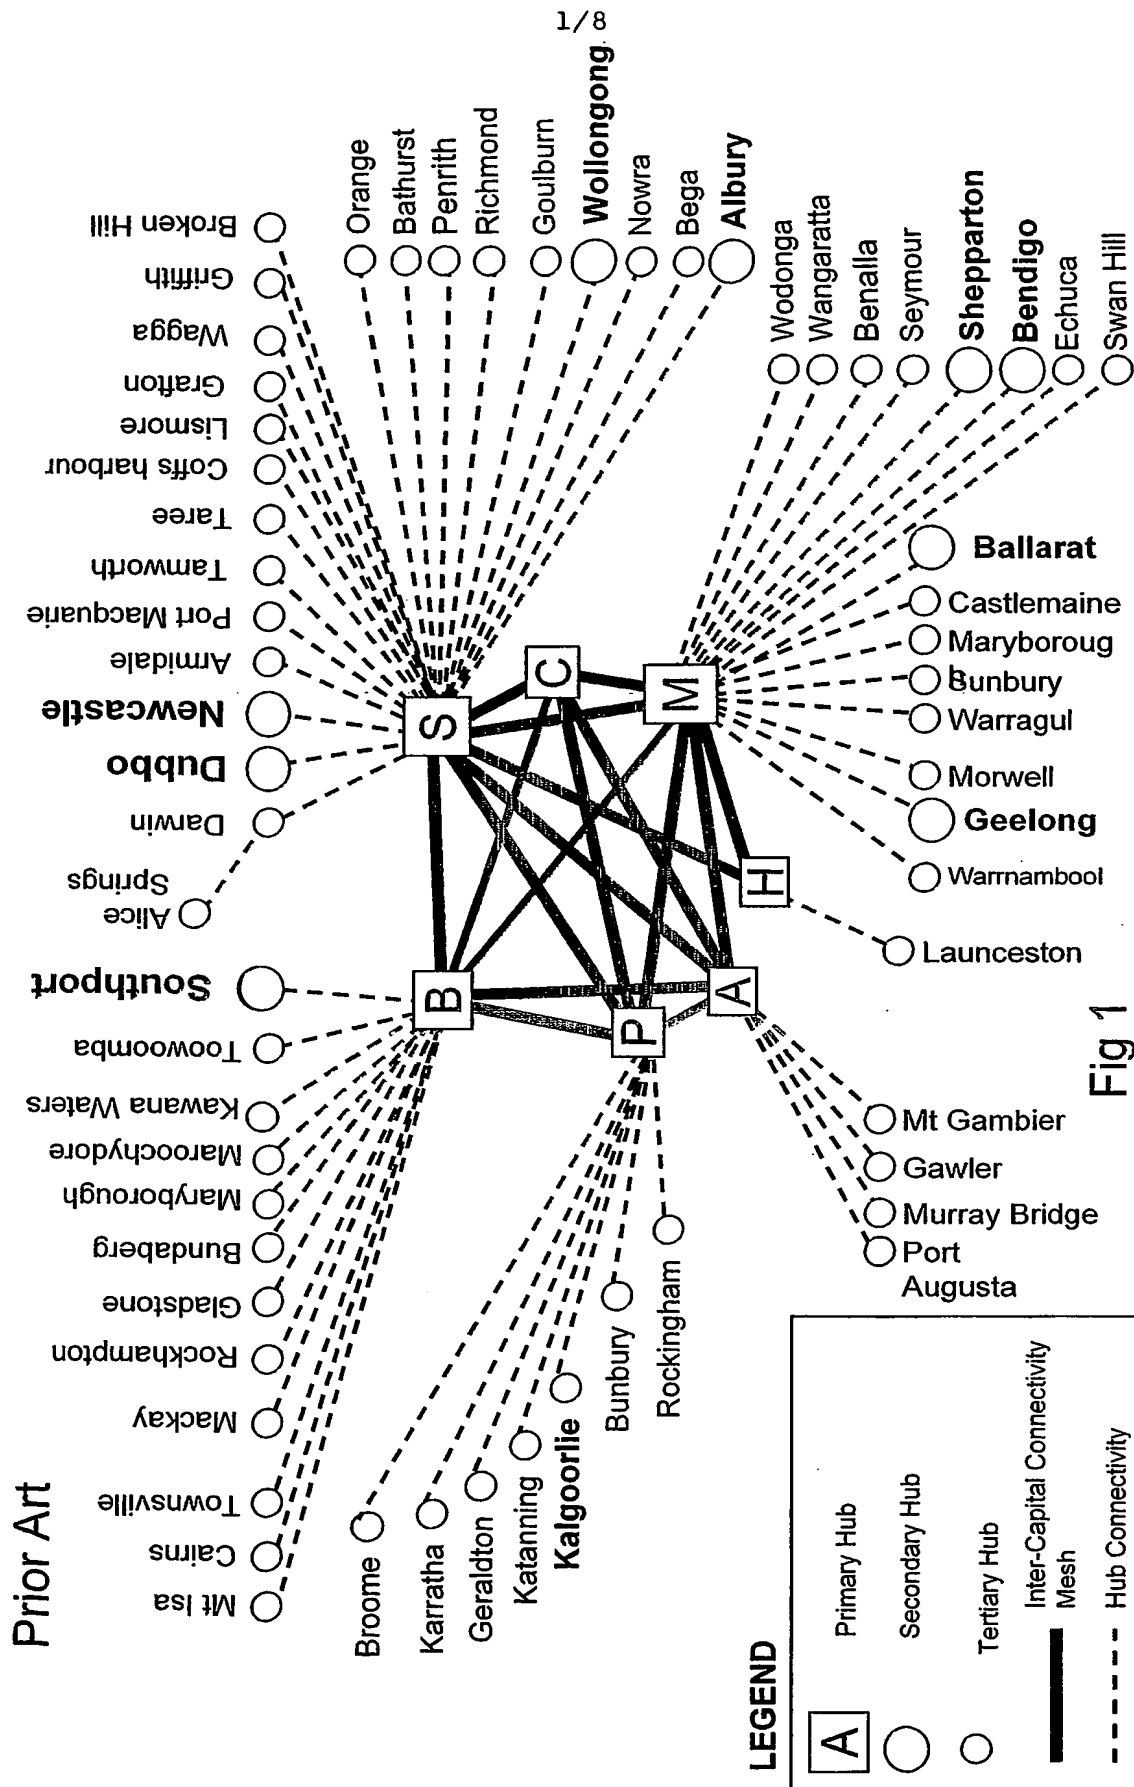 1/8
Prior Art
Mt Isa
Cairns
Townsville
Mackay
Rockhampton
Gladstone
Bundaberg
Maryborough
Maroochydore
Kawana Waters
Toowoomba
Southport
Alice
Springs
Darwin
Dubbo
Newcastle
Armidale
Port Macquarie
Tamworth
Taree
Coffs harbour
Lismore
Grafton
Wagga
Griffith
Broken Hill
Orange
Bathurst
Penrith
Richmond
Goulburn
Wollongong
Nowra
Bega
Albury
Wodonga
Wangaratta
Benalla
Seymour
Shepparton
Bendigo
Echuca
Swan Hill
Ballarat
Castlemaine
Maryboroug
h
Sunbury
Warragul
Morwell
Geelong
Warrnambool
Launceston
S
C
M
H
A
P
B
Broome
Karratha
Geraldton
Katanning
Kalgoorlie
Bunbury
Rockingham
Mt Gambier
Gawler
Murray Bridge
Port
Augusta
LEGEND
A
Primary Hub
Secondary Hub
Tertiary Hub
Inter-Capital Connectivity
Mesh
Hub Connectivity
Fig 1